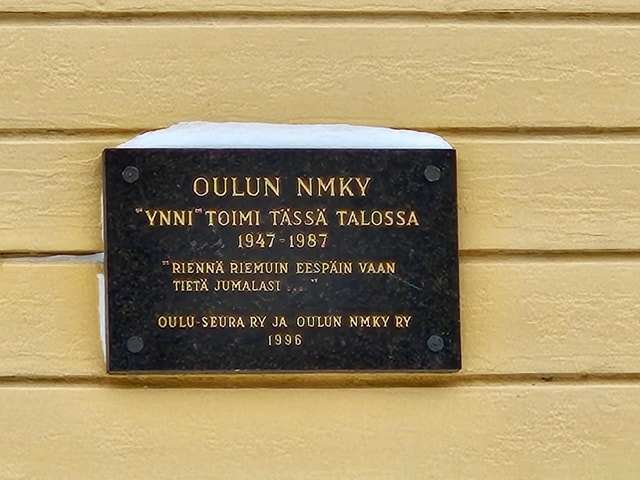 OULUN NMKY
"YNNI" TOIMI TÄSSÄ TALOSSA
1947-1987
"RIENNÄ RIEMUIN EESPÄIN VAAN
TIETÄ JUMALASI ... "
OULU-SEURA RY JA OULUN NMKY RY
1996